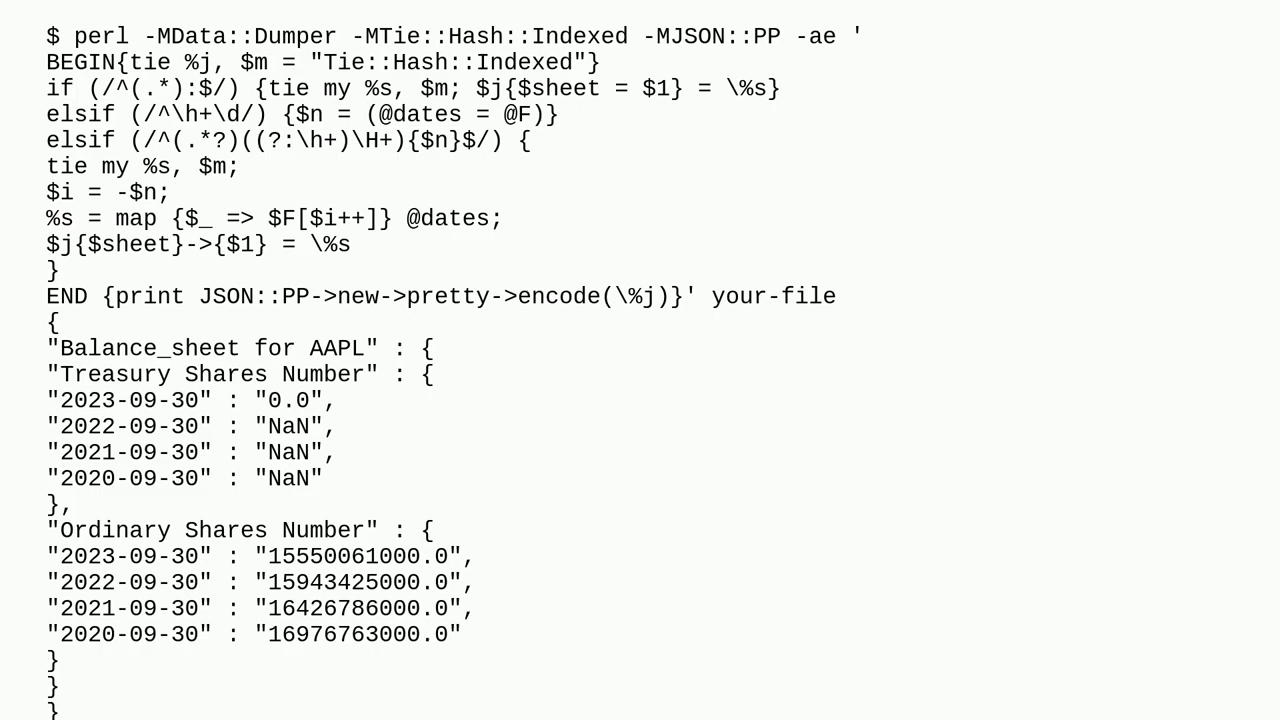 $ perl -MData::Dumper -MTie::Hash::Indexed -MJSON::PP -ae '
BEGIN{tie %j, $m = "Tie::Hash::Indexed"}
if (/^(.*):$/) {tie my %s, $m; $j{$sheet = $1} = \%s}
elsif (/^\h+\d/) {$n = (@dates = @F)}
elsif (/^(.*?)((?:\h+)\H+){$n}$/) {
tie my %s, $m;
$i = -$n;
%s = map {$_ => $F[$i++]} @dates;
$j{$sheet}->{$1} = \%s
}
END {print JSON::PP->new->pretty->encode(\%j)}' your-file
{
"Balance_sheet for AAPL" : {
"Treasury Shares Number" : {
"2023-09-30" : "0.0",
"2022-09-30" : "NaN",
"2021-09-30" : "NaN",
"2020-09-30" : "NaN"
},
"Ordinary Shares Number" : {
"2023-09-30" : "15550061000.0",
"2022-09-30" : "15943425000.0",
"2021-09-30" : "16426786000.0",
"2020-09-30" : "16976763000.0"
}
}
}